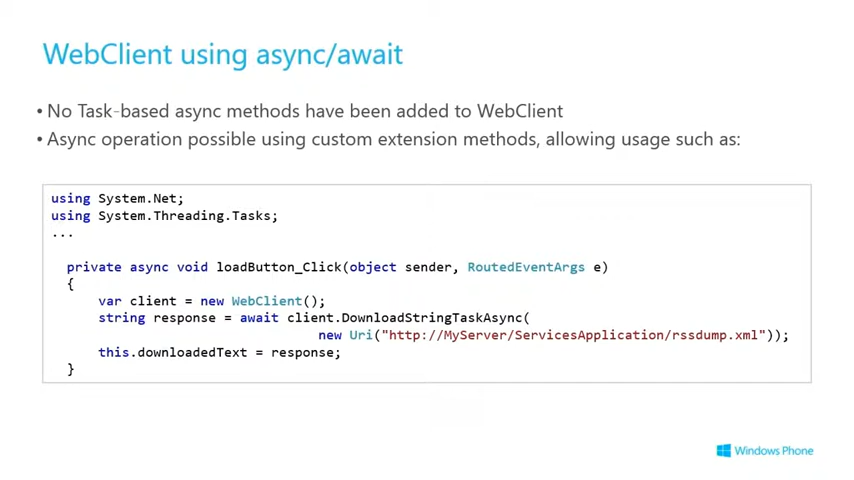 WebClient using async/await
• No Task-based async methods have been added to WebClient
• Async operation possible using custom extension methods, allowing usage such as:
using System.Net;
using System.Threading.Tasks;
...
private async void loadButton_Click(object sender, RoutedEventArgs e)
{
var client = new WebClient();
string response = await client.DownloadStringTaskAsync(
new Uri("http://MyServer/ServicesApplication/rssdump.xml"));
this.downloadedText = response;
}
Windows Phone